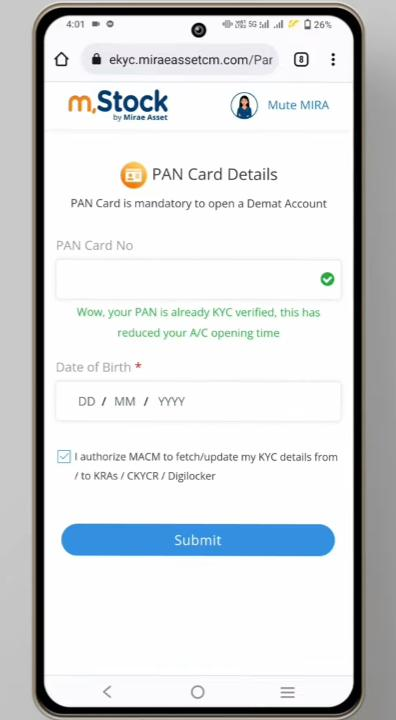 4:01
5G
26%
ekyc.miraeassetcm.com/Par
8
m.Stock
by Mirae Asset
Mute MIRA
PAN Card Details
PAN Card is mandatory to open a Demat Account
PAN Card No
Wow, your PAN is already KYC verified, this has
reduced your A/C opening time
Date of Birth *
DD / MM / YYYY
I authorize MACM to fetch/update my KYC details from
/ to KRAs / CKYCR / Digilocker
Submit